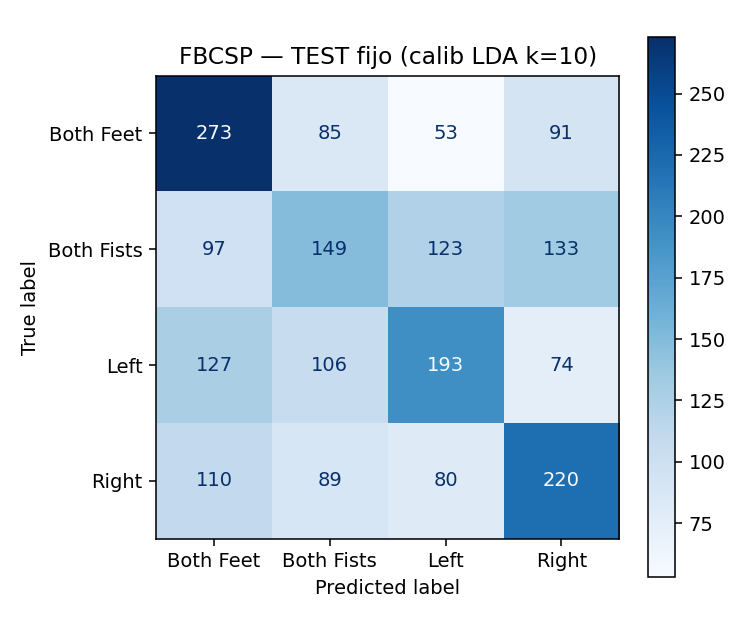 FBCSP — TEST fijo (calib LDA k=10)
True label
Both Feet 273 85 53 91
Both Fists 97 149 123 133
Left 127 106 193 74
Right 110 89 80 220
Both Feet Both Fists Left Right
Predicted label
250
225
200
175
150
125
100
75